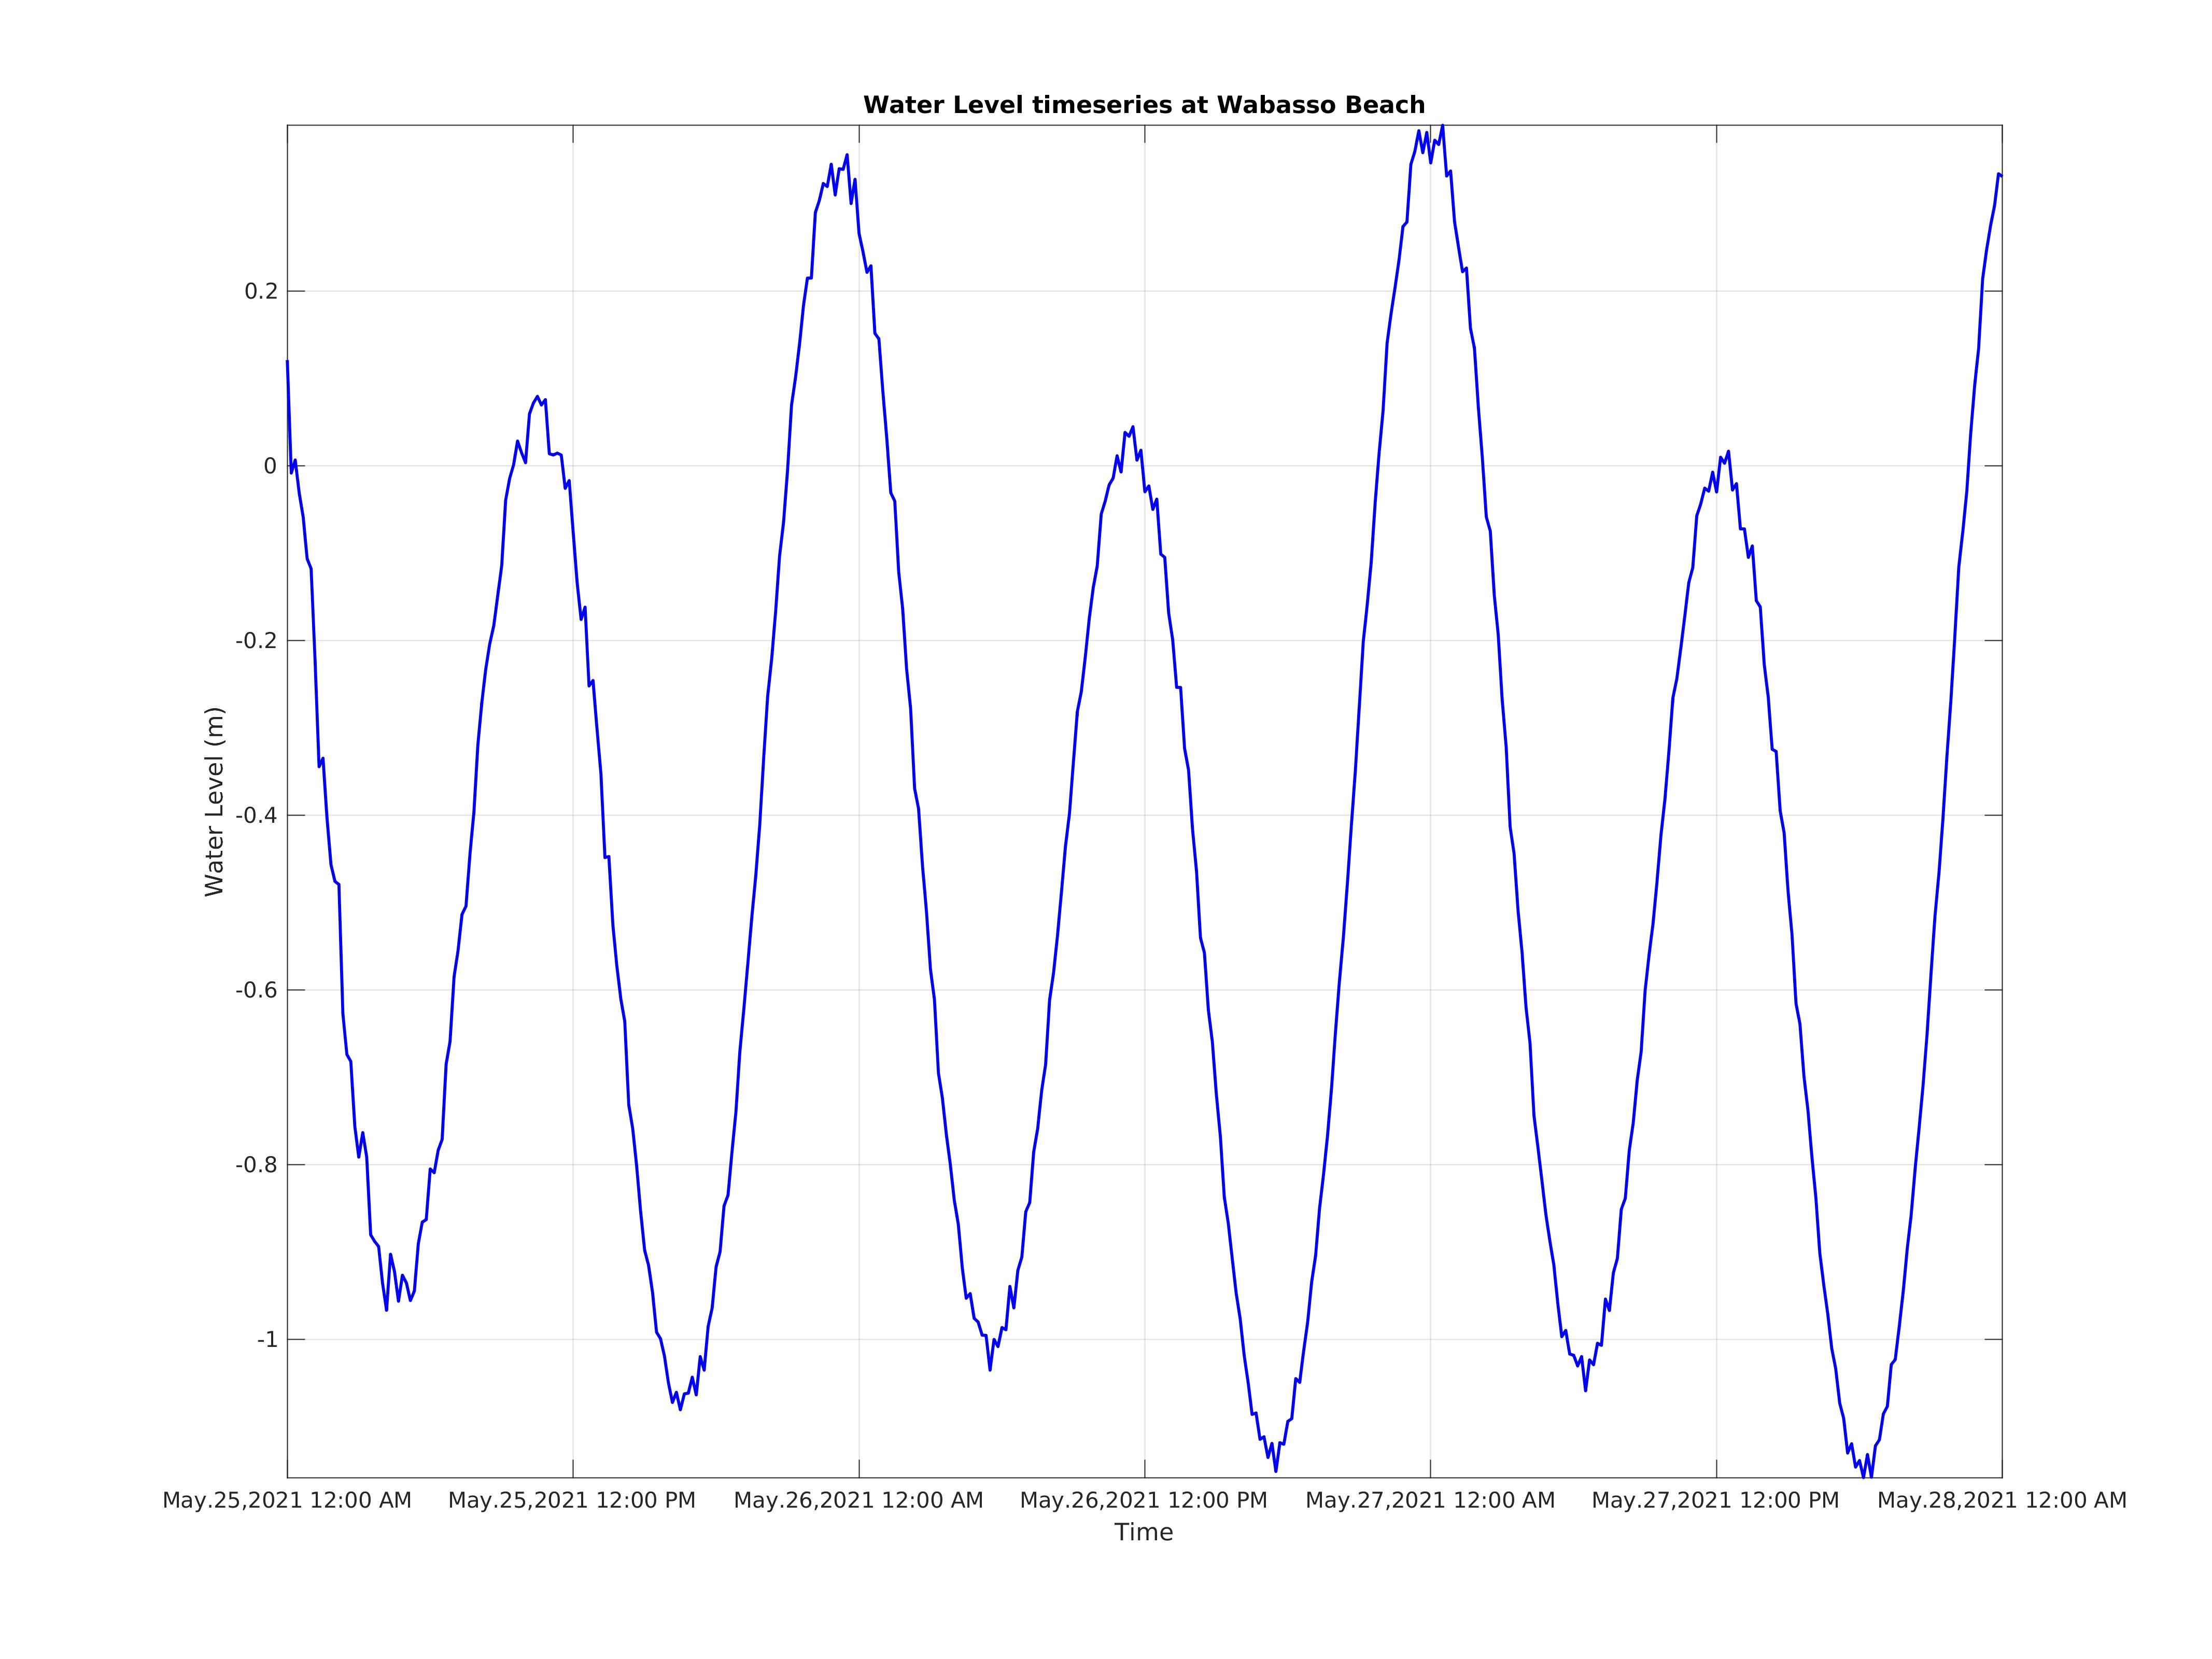 Water Level timeseries at Wabasso Beach
0.2
0
-0.2
-0.4
-0.6
-0.8
-1
Water Level (m)
May.25,2021 12:00 AM May.25,2021 12:00 PM May.26,2021 12:00 AM May.26,2021 12:00 PM May.27,2021 12:00 AM May.27,2021 12:00 PM May.28,2021 12:00 AM
Time